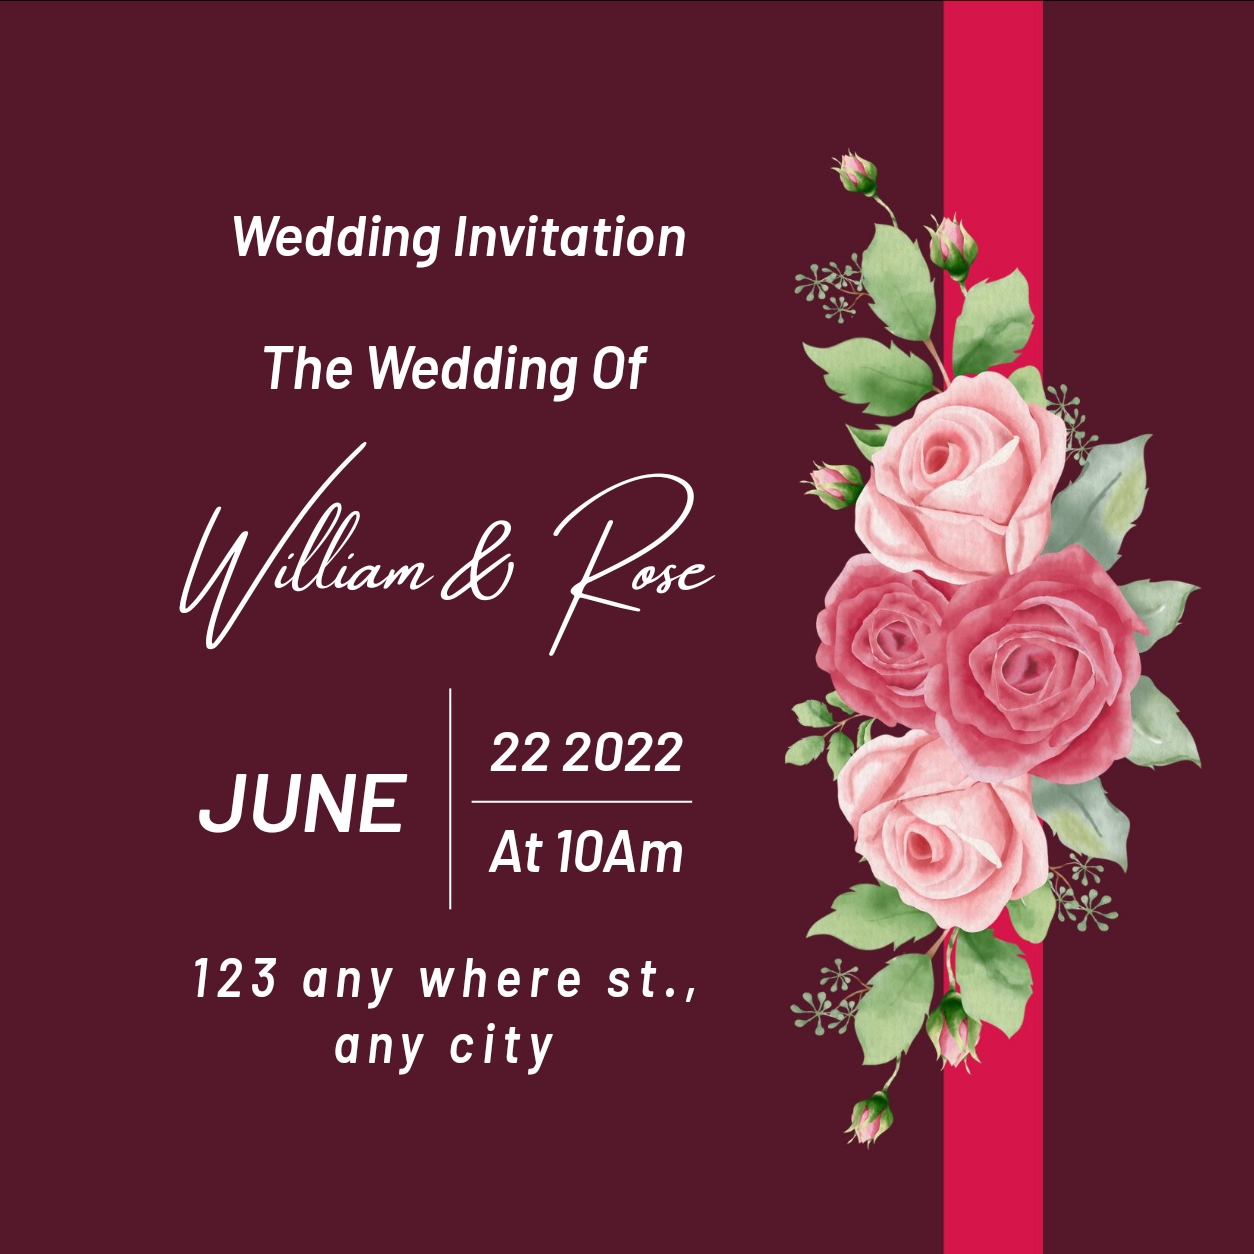 Wedding Invitation
The Wedding Of
William & Rose
JUNE
22 2022
At 10Am
123 any where st.,
any city